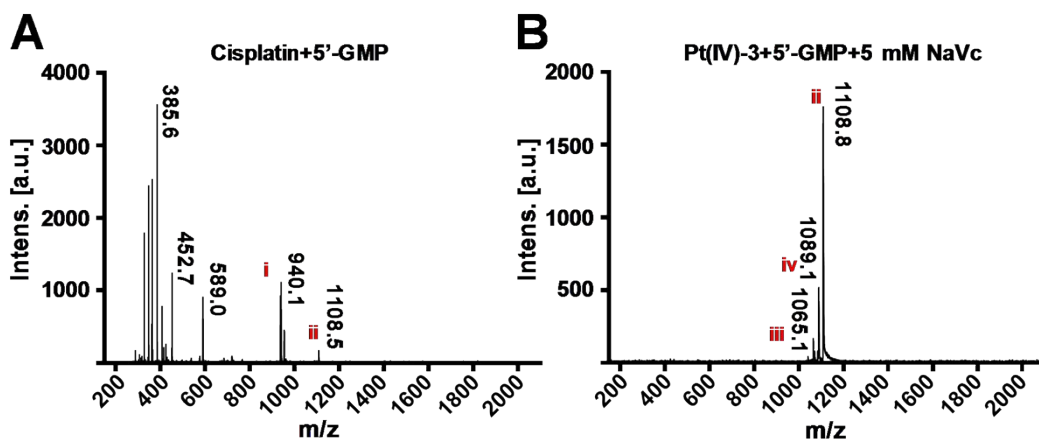 A
Cisplatin+5'-GMP
Intens. [a.u.]
4000
3000
2000
1000
385.6
452.7
589.0
i
940.1
ii
1108.5
200
400
600
800
1000
1200
1400
1600
1800
2000
m/z
B
Pt(IV)-3+5'-GMP+5 mM NaVc
Intens. [a.u.]
2000
1500
1000
500
ii
1108.8
iv
1089.1
iii
1065.1
200
400
600
800
1000
1200
1400
1600
1800
2000
m/z